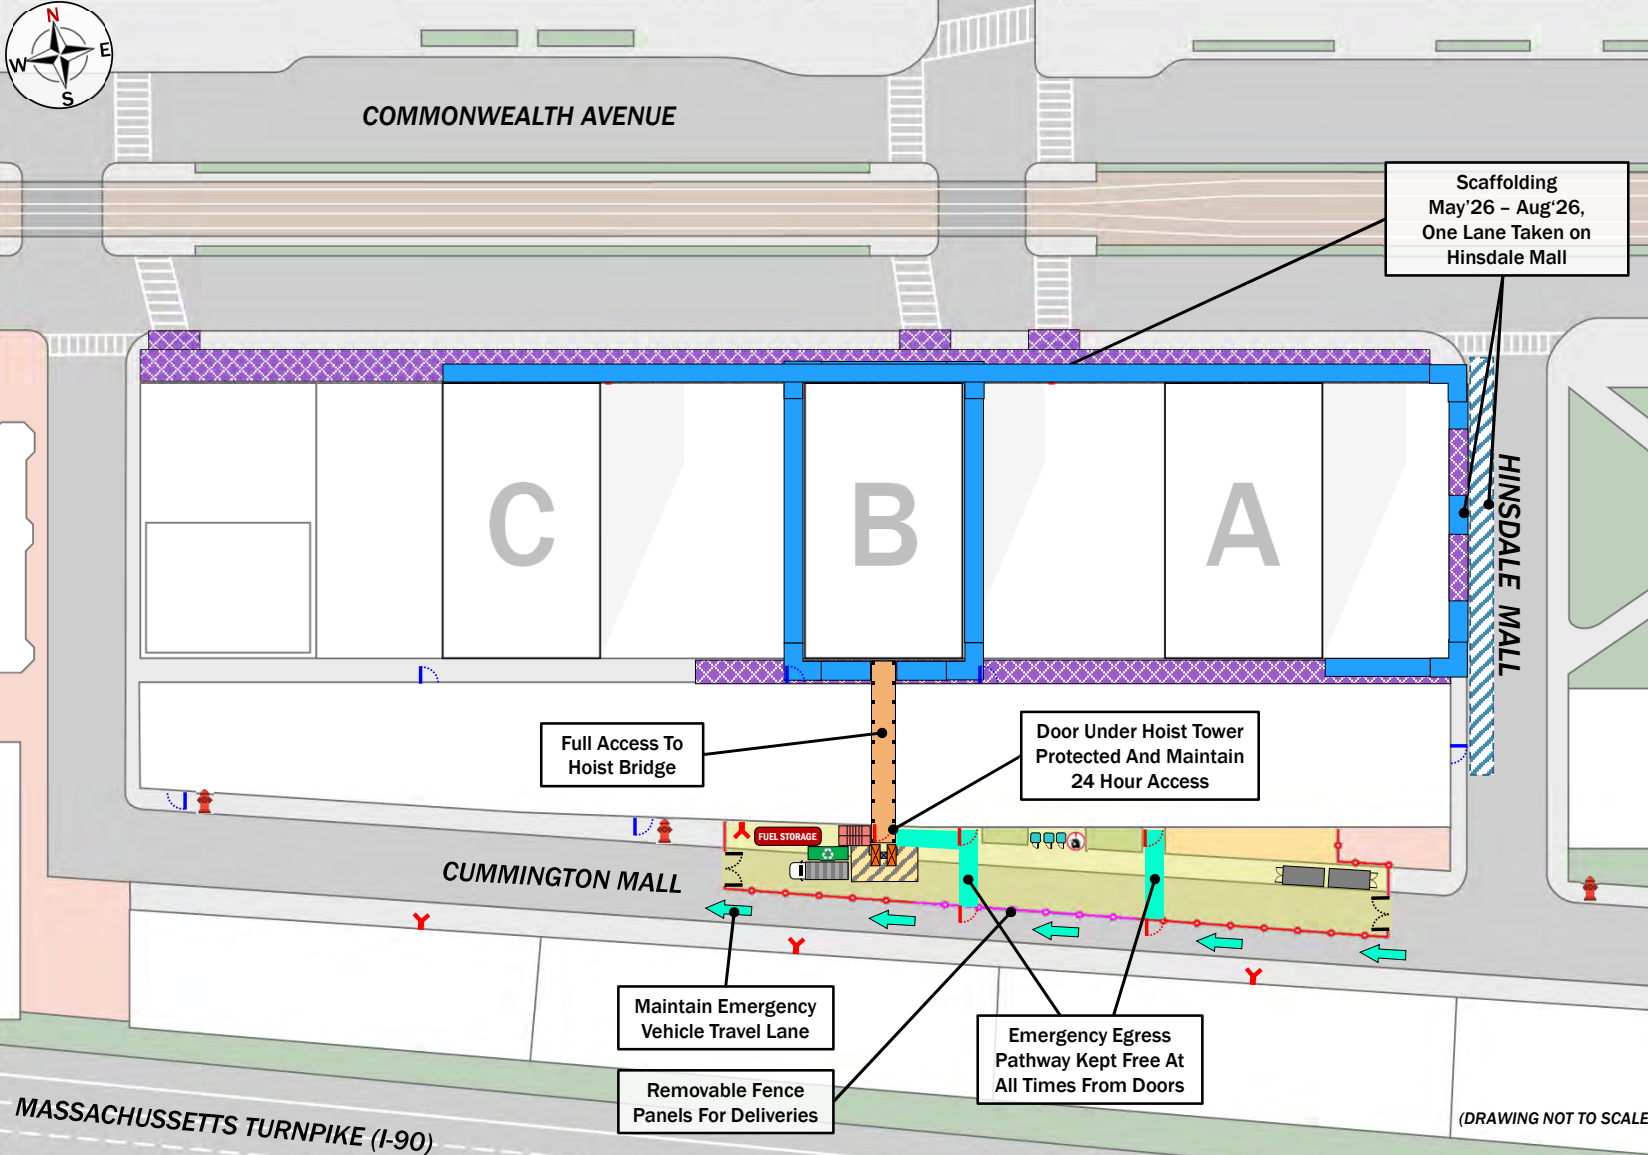 N
W
E
S
COMMONWEALTH AVENUE
Scaffolding
May’26 – Aug‘26,
One Lane Taken on
Hinsdale Mall
C
B
A
HINSDALE MALL
Full Access To
Hoist Bridge
Door Under Hoist Tower
Protected And Maintain
24 Hour Access
FUEL STORAGE
CUMMINGTON MALL
Maintain Emergency
Vehicle Travel Lane
Removable Fence
Panels For Deliveries
Emergency Egress
Pathway Kept Free At
All Times From Doors
MASSACHUSSETTS TURNPIKE (I-90)
(DRAWING NOT TO SCALE